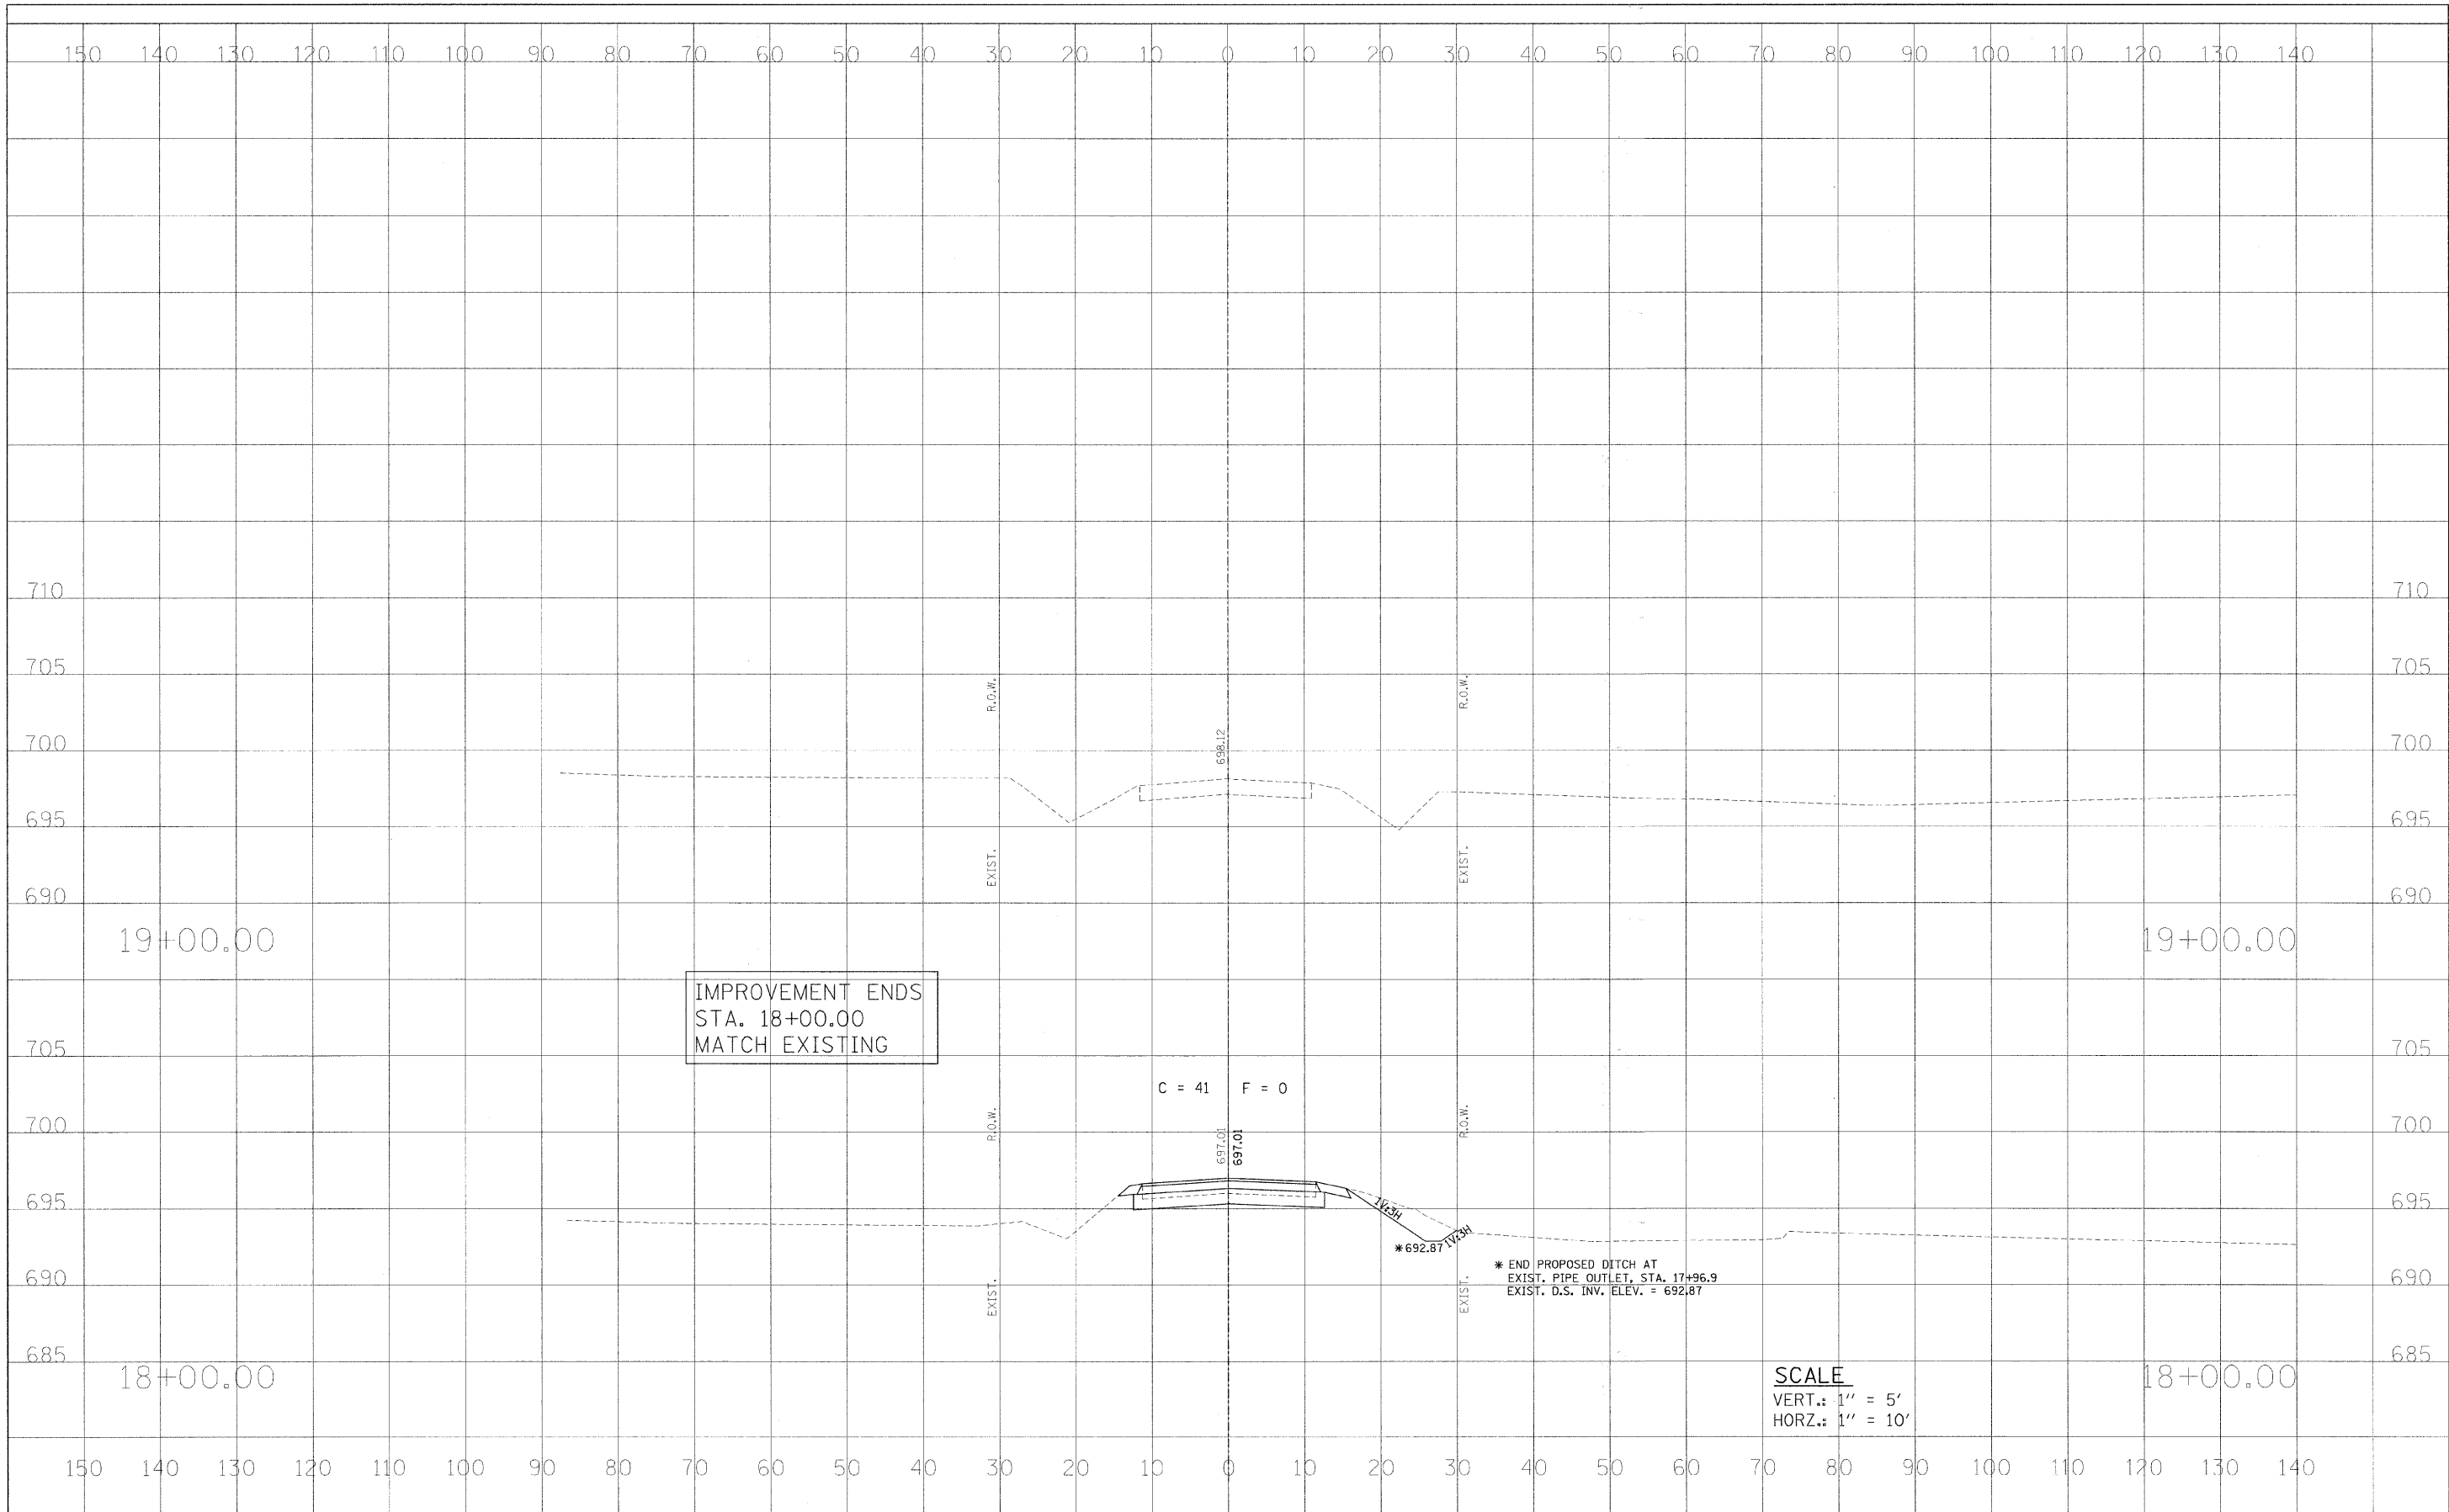 150 140 130 120 110 100 90 80 70 60 50 40 30 20 10 0 10 20 30 40 50 60 70 80 90 100 110 120 130 140
710 710
705 705
R.O.W. R.O.W.
700 698.12 700
695 695
EXIST. EXIST.
690 690
19+00.00 19+00.00
IMPROVEMENT ENDS
STA. 18+00.00
MATCH EXISTING
705 705
C = 41 F = 0
R.O.W. R.O.W.
700 700
697.01 697.01
695 695
1V:3H
*692.87 1V:3H
* END PROPOSED DITCH AT
EXIST. PIPE OUTLET, STA. 17+96.9
EXIST. D.S. INV. ELEV. = 692.87
690 690
EXIST. EXIST.
685 685
18+00.00 18+00.00
SCALE
VERT.: 1" = 5'
HORZ.: 1" = 10'
150 140 130 120 110 100 90 80 70 60 50 40 30 20 10 0 10 20 30 40 50 60 70 80 90 100 110 120 130 140